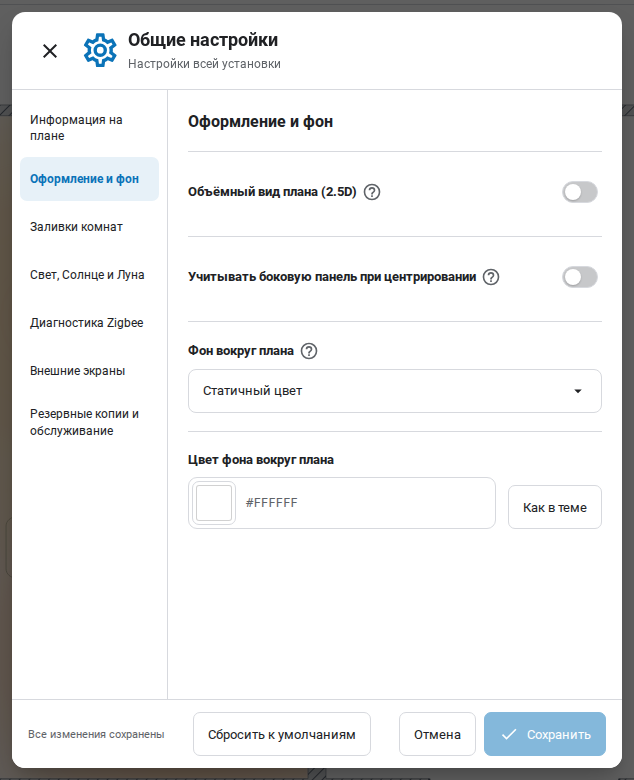 Общие настройки
Настройки всей установки
Информация на
плане
Оформление и фон
Заливки комнат
Свет, Солнце и Луна
Диагностика Zigbee
Внешние экраны
Резервные копии и
обслуживание
Оформление и фон
Объёмный вид плана (2.5D) ?
Учитывать боковую панель при центрировании ?
Фон вокруг плана ?
Статичный цвет
Цвет фона вокруг плана
#FFFFFF
Как в теме
Все изменения сохранены
Сбросить к умолчаниям
Отмена
Сохранить